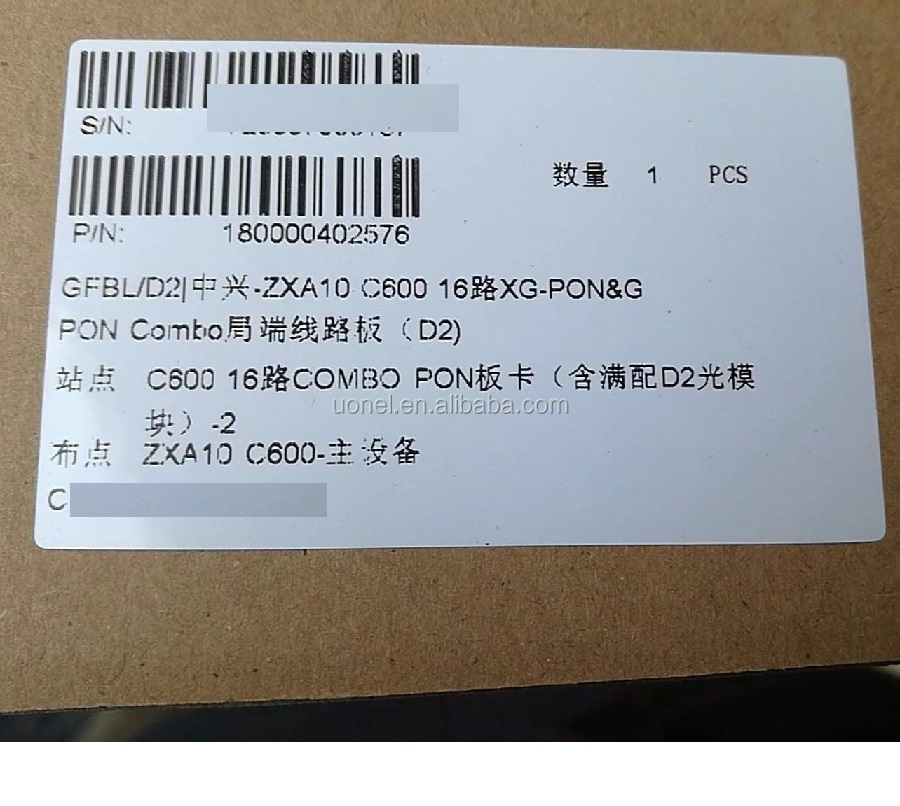 S/N:
数量 1 PCS
P/N: 180000402576
GFBL/D2|中兴-ZXA10 C600 16路XG-PON&G
PON Combo局端线路板（D2)
站点 C600 16路COMBO PON板卡（含满配D2光模
块）-2
uonel.en.alibaba.com
布点 ZXA10 C600-主设备
C